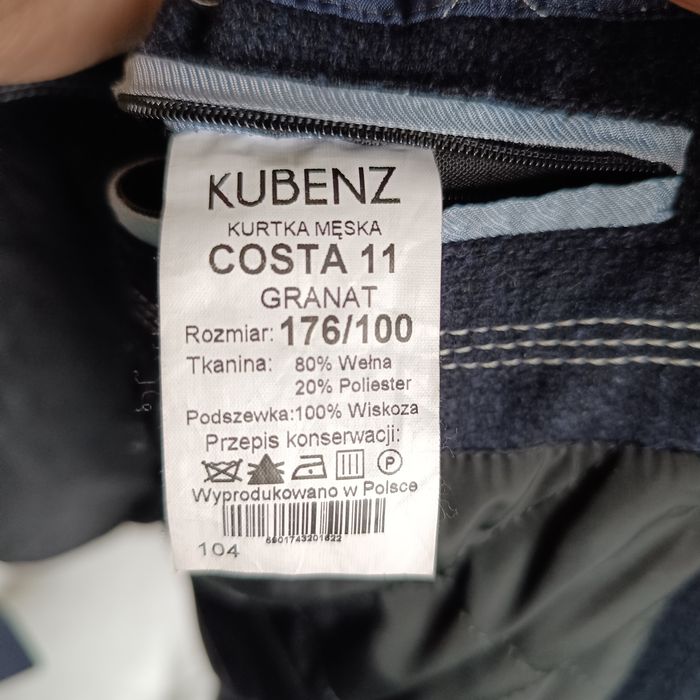 KUBENZ
KURTKA MĘSKA
COSTA 11
GRANAT
Rozmiar: 176/100
Tkanina: 80% Wełna
20% Poliester
Podszewka:100% Wiskoza
Przepis konserwacji:
P
Wyprodukowano w Polsce
5901743201822
104